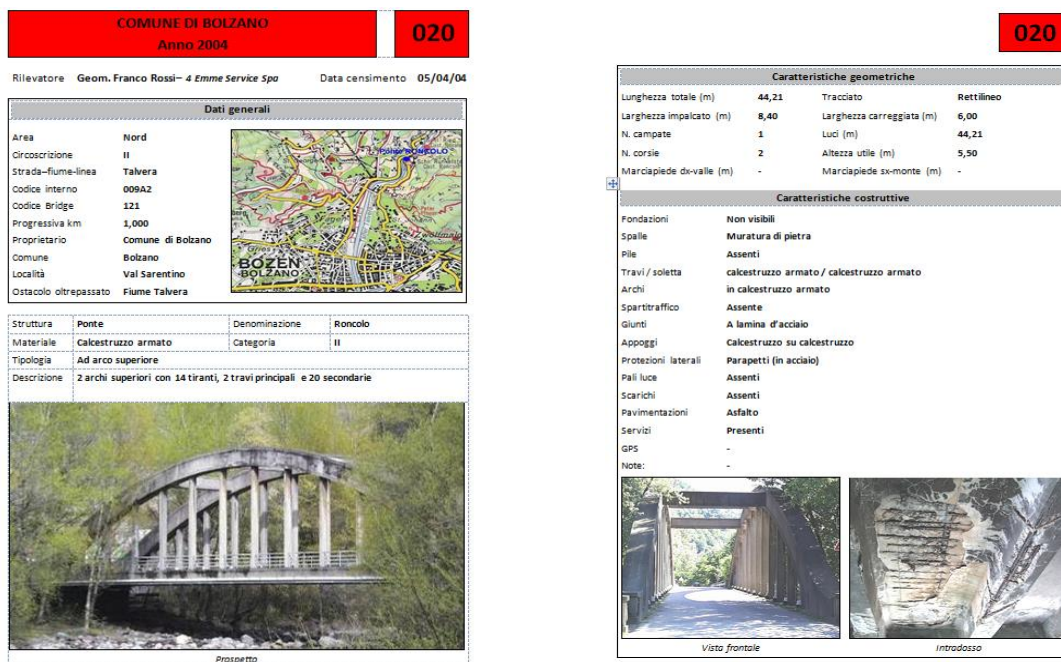 COMUNE DI BOLZANO
Anno 2004
020
Rilevatore Geom. Franco Rossi– 4 Emme Service Spa Data censimento 05/04/04
Dati generali
Area Nord
Circoscrizione II
Strada–fiume-linea Talvera
Codice interno 009A2
Codice Bridge 121
Progressiva km 1,000
Proprietario Comune di Bolzano
Comune Bolzano
Località Val Sarentino
Ostacolo oltrepassato Fiume Talvera
Ponte RONCOLO
Gries
BOZEN
BOLZANO
Struttura Ponte Denominazione Roncolo
Materiale Calcestruzzo armato Categoria II
Tipologia Ad arco superiore
Descrizione 2 archi superiori con 14 tiranti, 2 travi principali e 20 secondarie
Prospetto
020
Caratteristiche geometriche
Lunghezza totale (m) 44,21 Tracciato Rettilineo
Larghezza impalcato (m) 8,40 Larghezza carreggiata (m) 6,00
N. campate 1 Luci (m) 44,21
N. corsie 2 Altezza utile (m) 5,50
Marciapiede dx-valle (m) - Marciapiede sx-monte (m) -
Caratteristiche costruttive
Fondazioni Non visibili
Spalle Muratura di pietra
Pile Assenti
Travi / soletta calcestruzzo armato / calcestruzzo armato
Archi in calcestruzzo armato
Spartitraffico Assente
Giunti A lamina d'acciaio
Appoggi Calcestruzzo su calcestruzzo
Protezioni laterali Parapetti (in acciaio)
Pali luce Assenti
Scarichi Assenti
Pavimentazioni Asfalto
Servizi Presenti
GPS -
Note: -
Vista frontale Intradosso